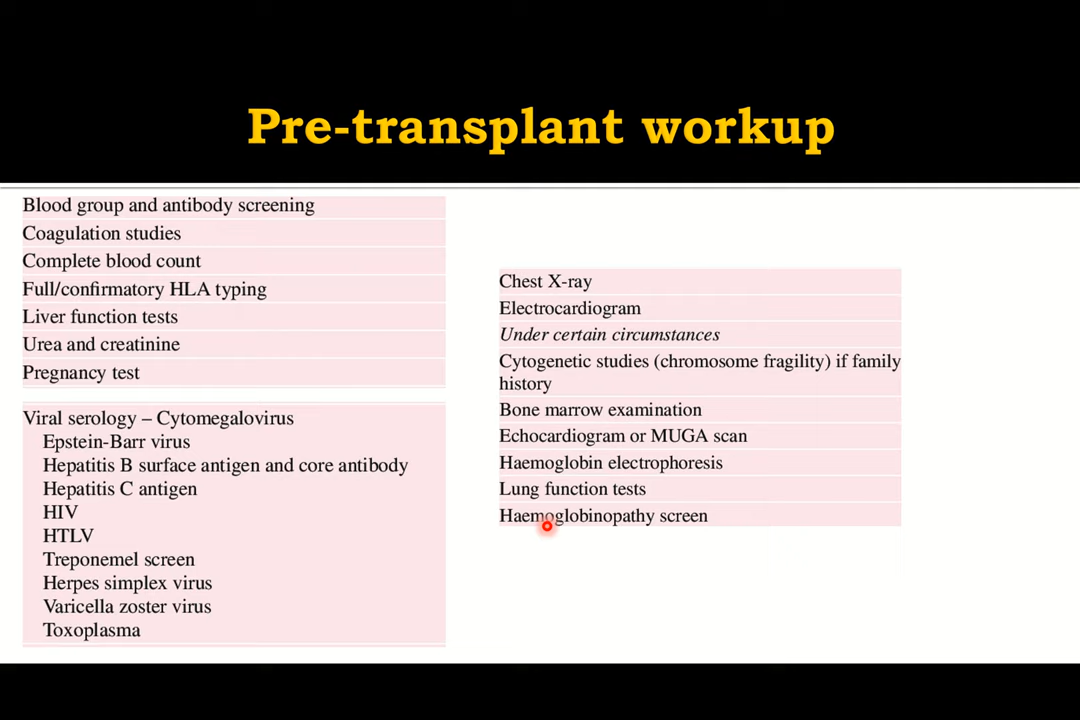 Pre-transplant workup
Blood group and antibody screening
Coagulation studies
Complete blood count
Full/confirmatory HLA typing
Liver function tests
Urea and creatinine
Pregnancy test
Viral serology – Cytomegalovirus
Epstein-Barr virus
Hepatitis B surface antigen and core antibody
Hepatitis C antigen
HIV
HTLV
Treponemel screen
Herpes simplex virus
Varicella zoster virus
Toxoplasma
Chest X-ray
Electrocardiogram
Under certain circumstances
Cytogenetic studies (chromosome fragility) if family
history
Bone marrow examination
Echocardiogram or MUGA scan
Haemoglobin electrophoresis
Lung function tests
Haemoglobinopathy screen